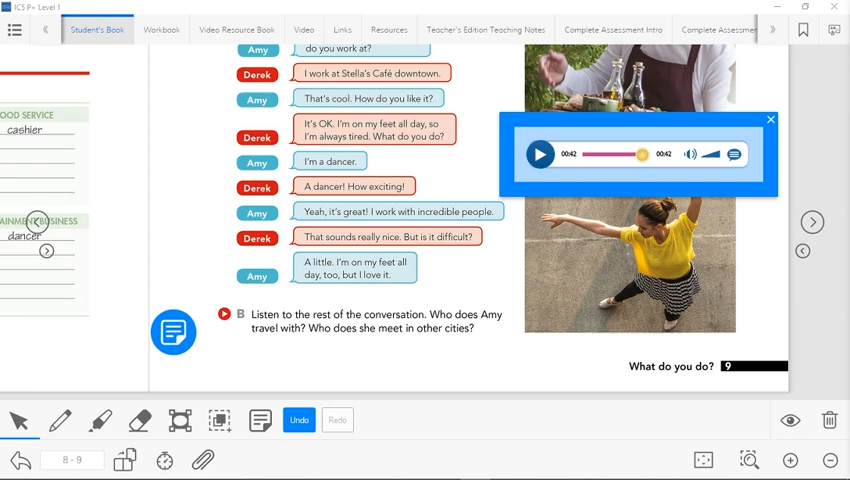 IC5 P+ Level 1
Student's Book
Workbook
Video Resource Book
Video
Links
Resources
Teacher's Edition Teaching Notes
Complete Assessment Intro
Complete Assessmen
OOD SERVICE
cashier
AINMENT BUSINESS
dancer
Amy do you work at?
Derek I work at Stella's Café downtown.
Amy That's cool. How do you like it?
Derek It's OK. I'm on my feet all day, so
I'm always tired. What do you do?
Amy I'm a dancer.
Derek A dancer! How exciting!
Amy Yeah, it's great! I work with incredible people.
Derek That sounds really nice. But is it difficult?
Amy A little. I'm on my feet all
day, too, but I love it.
00:42
00:42
B Listen to the rest of the conversation. Who does Amy
travel with? Who does she meet in other cities?
What do you do? 9
Undo
Redo
8 - 9